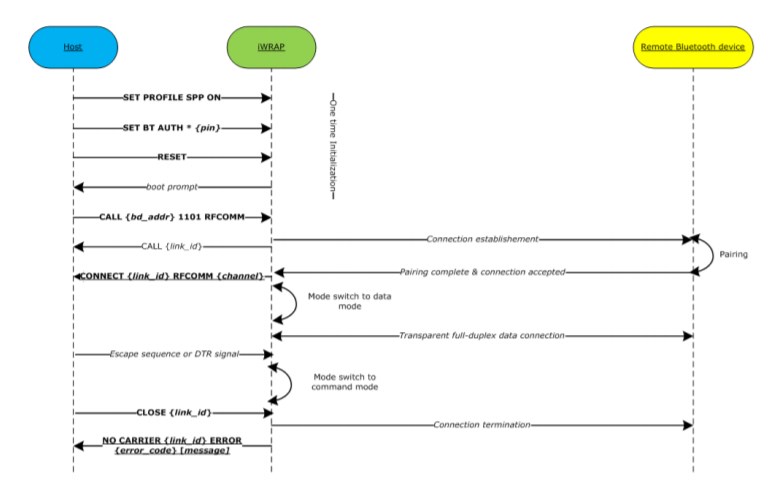 Host
iWRAP
Remote Bluetooth device
SET PROFILE SPP ON
SET BT AUTH * {pin}
RESET
boot prompt
One time Initialization
CALL {bd_addr} 1101 RFCOMM
Connection establishement
CALL {link_id}
Pairing
CONNECT {link_id} RFCOMM {channel}
Pairing complete & connection accepted
Mode switch to data
mode
Transparent full-duplex data connection
Escape sequence or DTR signal
Mode switch to
command mode
CLOSE {link_id}
Connection termination
NO CARRIER {link_id} ERROR
{error_code} [message]